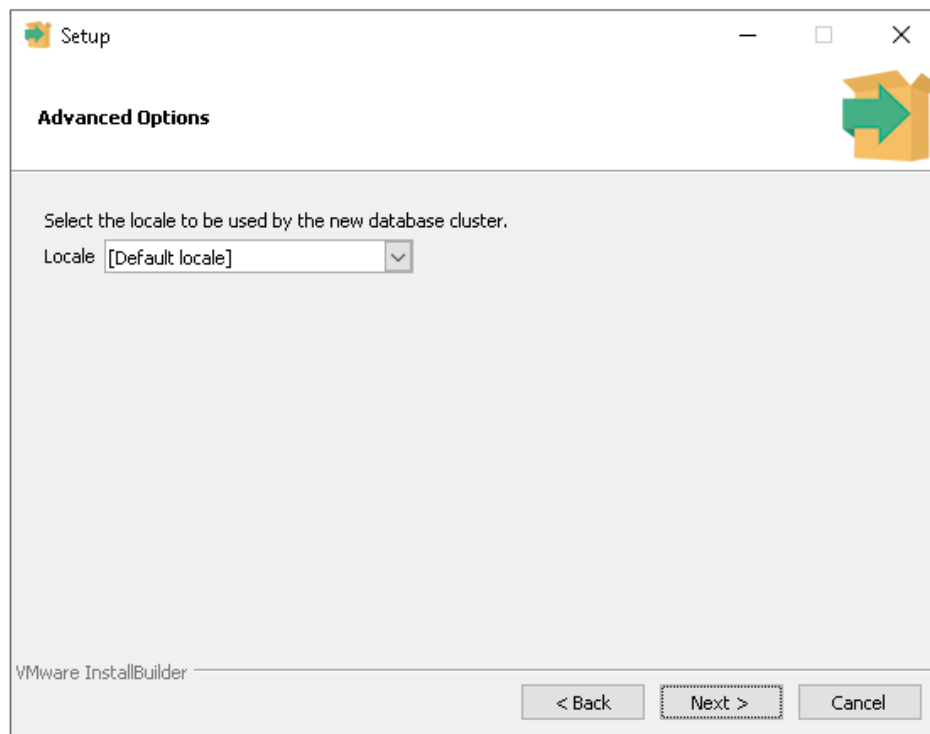 Setup
Advanced Options
Select the locale to be used by the new database cluster.
Locale [Default locale]
VMware InstallBuilder
< Back Next > Cancel